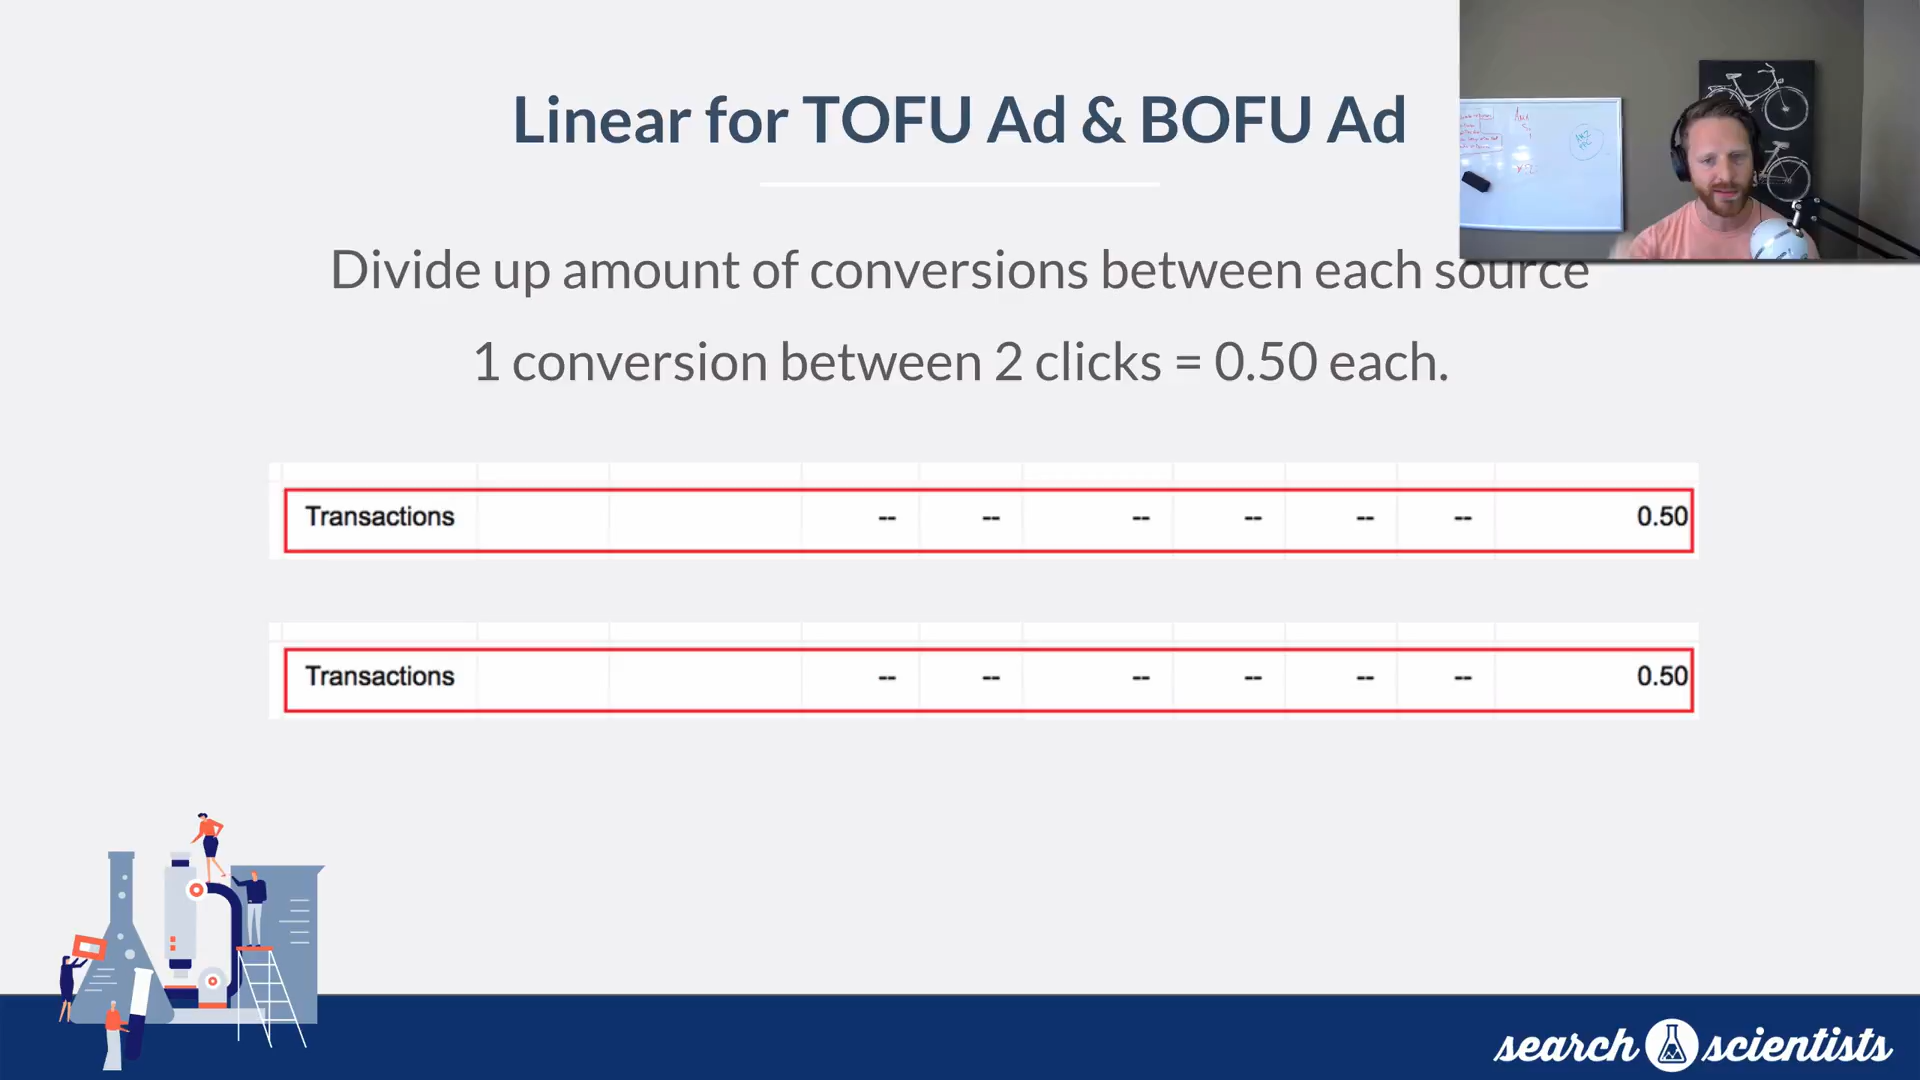 Linear for TOFU Ad & BOFU Ad
Divide up amount of conversions between each source
1 conversion between 2 clicks = 0.50 each.
Transactions -- -- -- -- -- -- 0.50
Transactions -- -- -- -- -- -- 0.50
search scientists